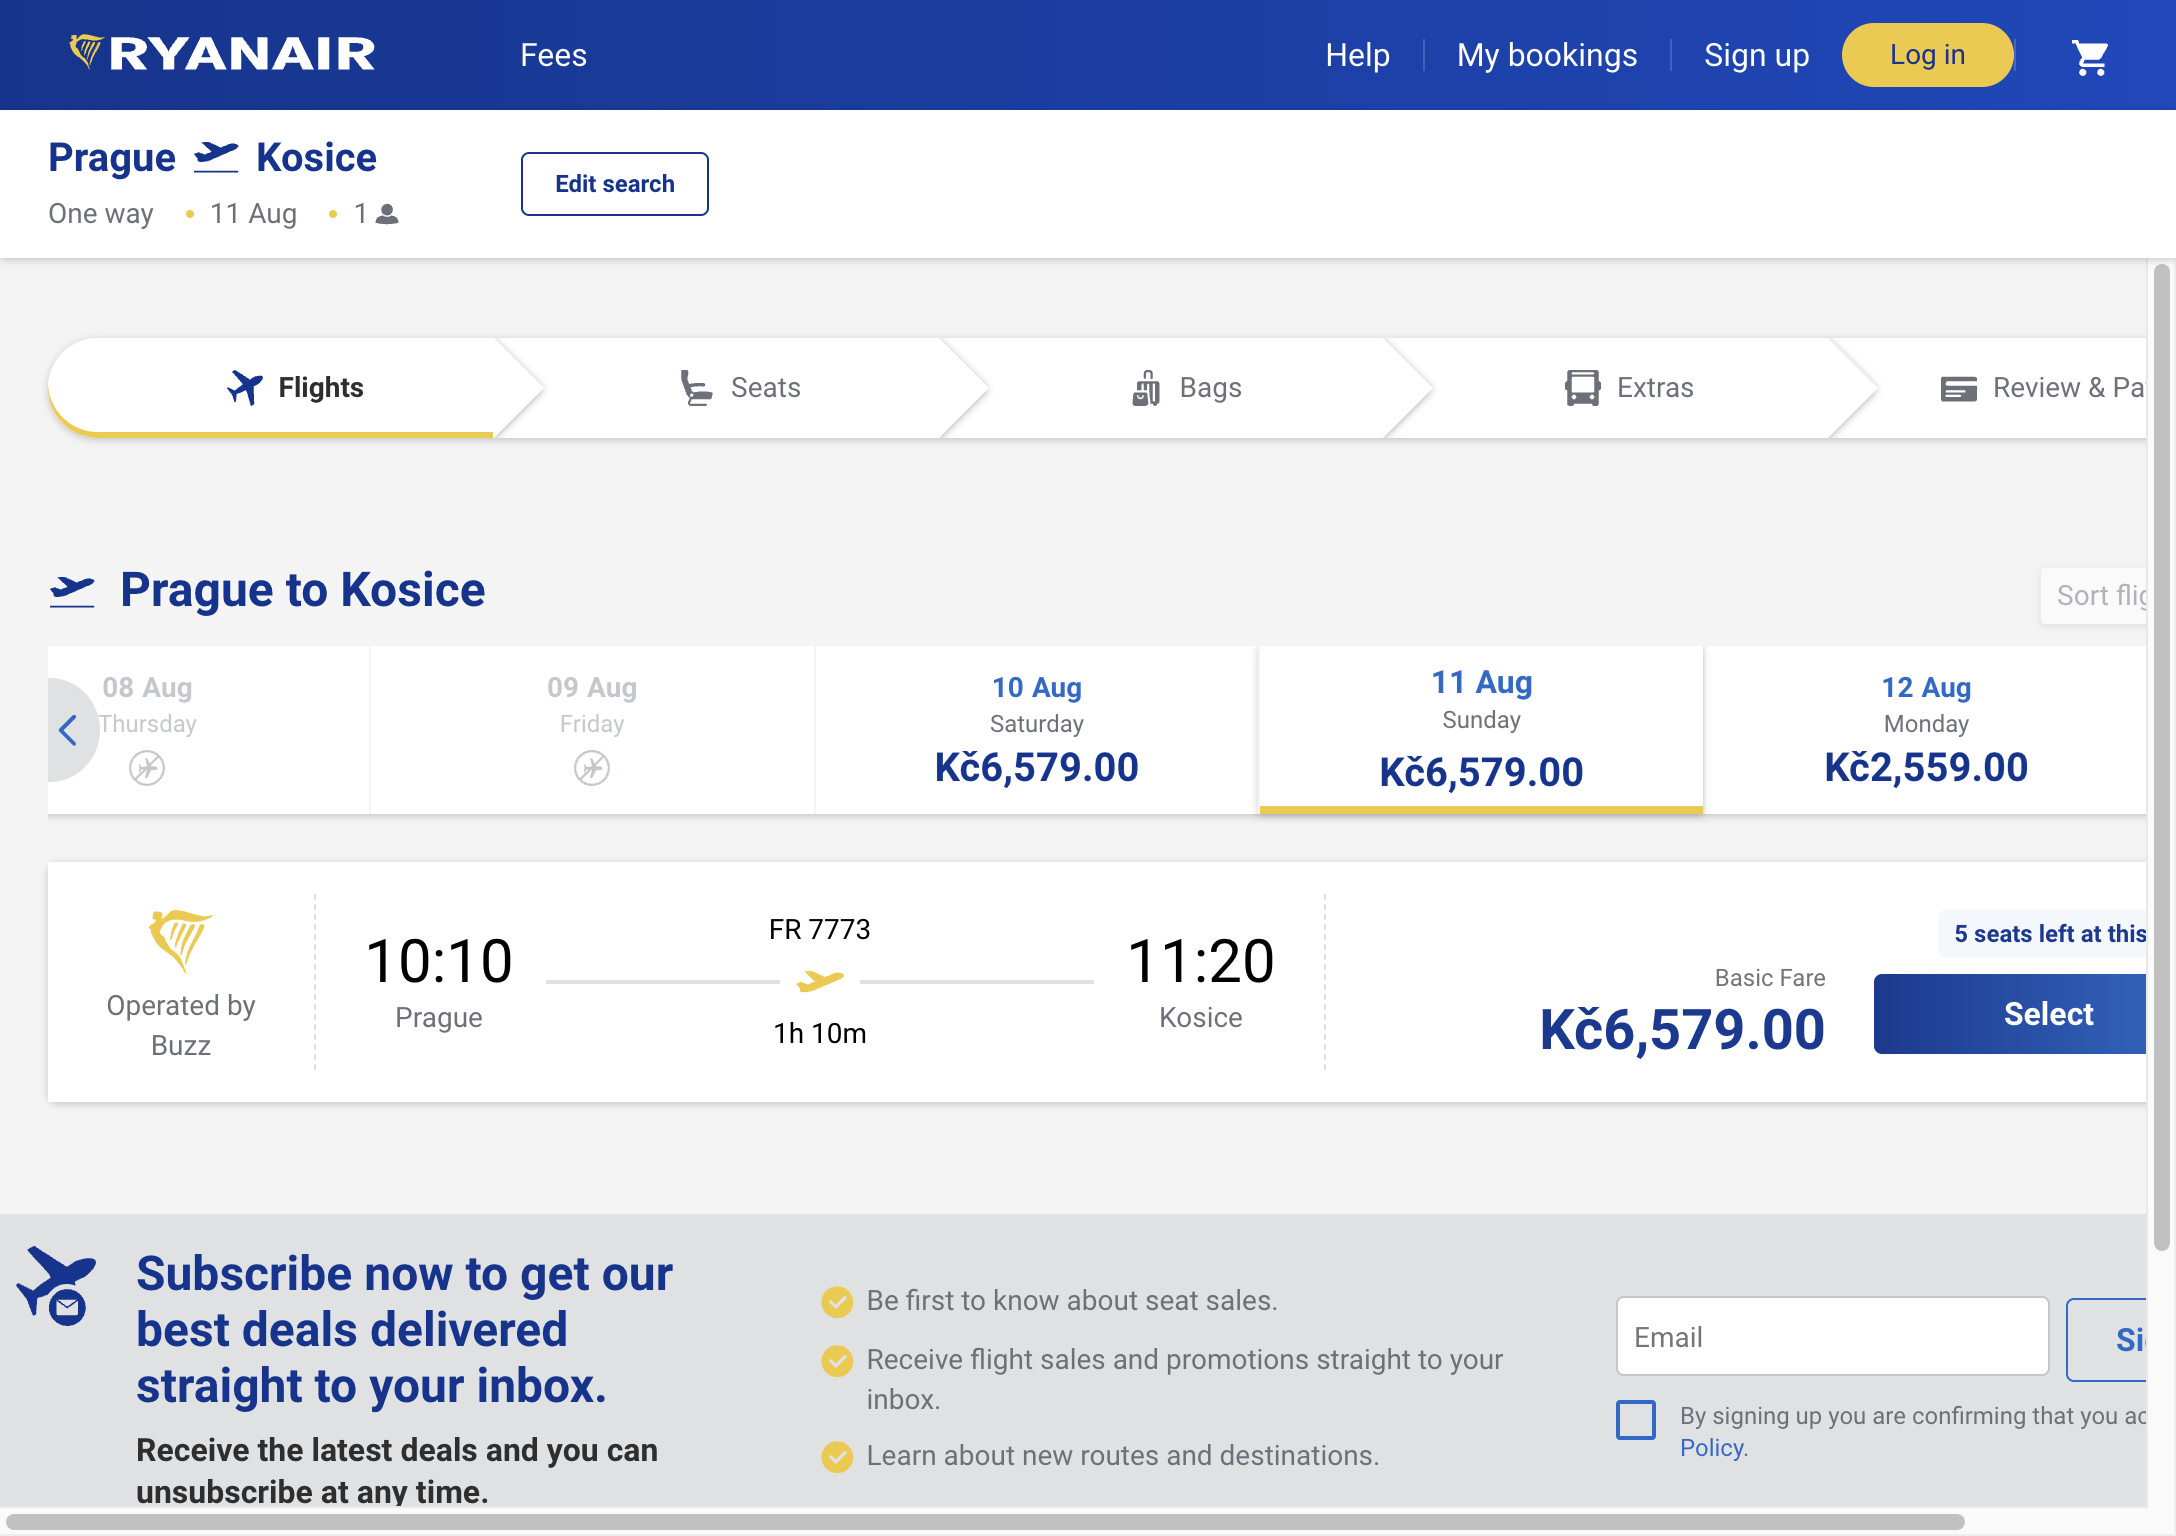 RYANAIR
Fees
Help
My bookings
Sign up
Log in
Prague Kosice
One way • 11 Aug • 1
Edit search
Flights
Seats
Bags
Extras
Review & Pa
Prague to Kosice
Sort flig
08 Aug
Thursday
09 Aug
Friday
10 Aug
Saturday
Kč6,579.00
11 Aug
Sunday
Kč6,579.00
12 Aug
Monday
Kč2,559.00
Operated by
Buzz
10:10
Prague
FR 7773
1h 10m
11:20
Kosice
Basic Fare
Kč6,579.00
5 seats left at this
Select
Subscribe now to get our
best deals delivered
straight to your inbox.
Receive the latest deals and you can
unsubscribe at any time.
Be first to know about seat sales.
Receive flight sales and promotions straight to your
inbox.
Learn about new routes and destinations.
Email
Si
By signing up you are confirming that you ac
Policy.